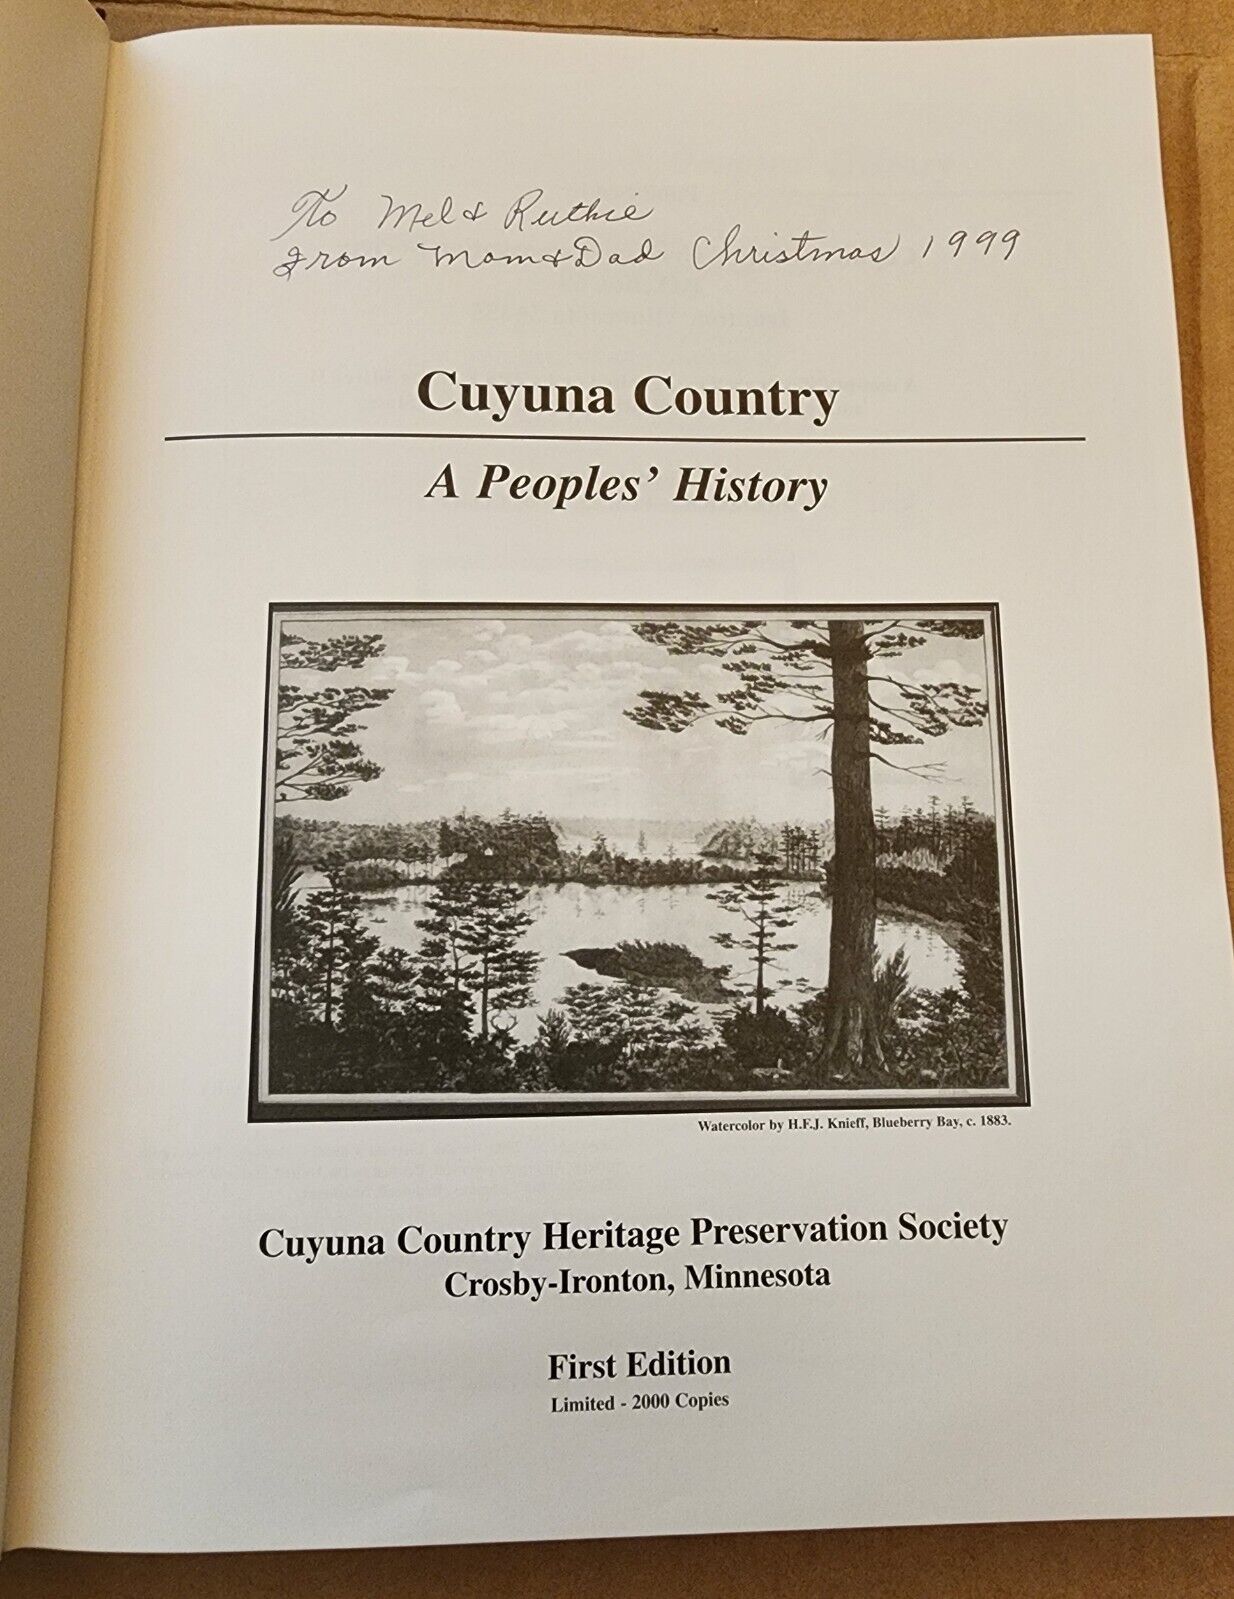 To Mel & Ruthie
From Mom & Dad Christmas 1999
Cuyuna Country
A Peoples' History
Watercolor by H.F.J. Knieff, Blueberry Bay, c. 1883.
Cuyuna Country Heritage Preservation Society
Crosby-Ironton, Minnesota
First Edition
Limited - 2000 Copies